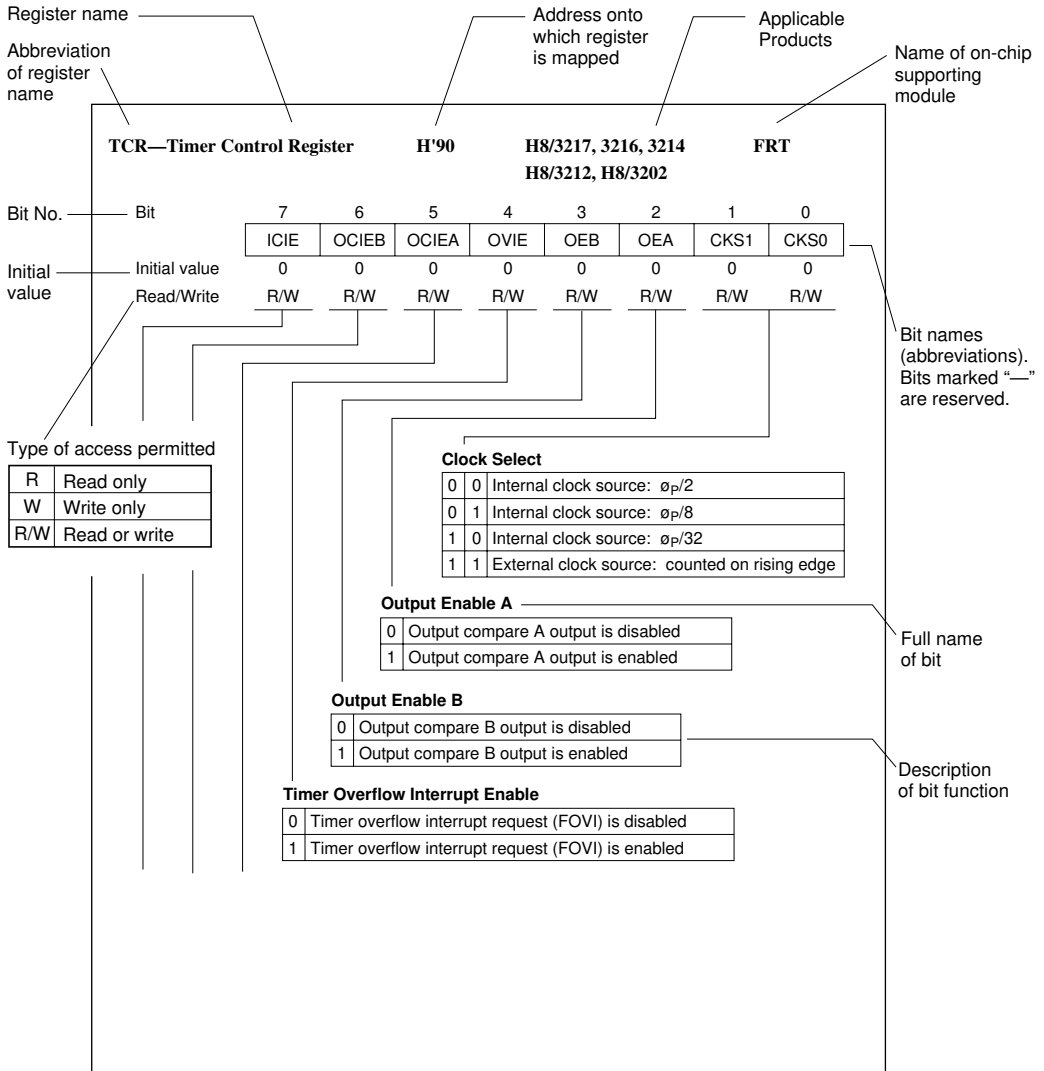 Register name
Abbreviation
of register
name
Address onto
which register
is mapped
Applicable
Products
Name of on-chip
supporting
module
TCR—Timer Control Register H'90 H8/3217, 3216, 3214 FRT
H8/3212, H8/3202
Bit No. Bit 7 6 5 4 3 2 1 0
ICIE OCIEB OCIEA OVIE OEB OEA CKS1 CKS0
Initial
value
Initial value 0 0 0 0 0 0 0 0
Read/Write R/W R/W R/W R/W R/W R/W R/W R/W
Bit names
(abbreviations).
Bits marked “—”
are reserved.
Type of access permitted
R Read only
W Write only
R/W Read or write
Clock Select
0 0 Internal clock source: øP/2
0 1 Internal clock source: øP/8
1 0 Internal clock source: øP/32
1 1 External clock source: counted on rising edge
Output Enable A
0 Output compare A output is disabled
1 Output compare A output is enabled
Full name
of bit
Output Enable B
0 Output compare B output is disabled
1 Output compare B output is enabled
Description
of bit function
Timer Overflow Interrupt Enable
0 Timer overflow interrupt request (FOVI) is disabled
1 Timer overflow interrupt request (FOVI) is enabled